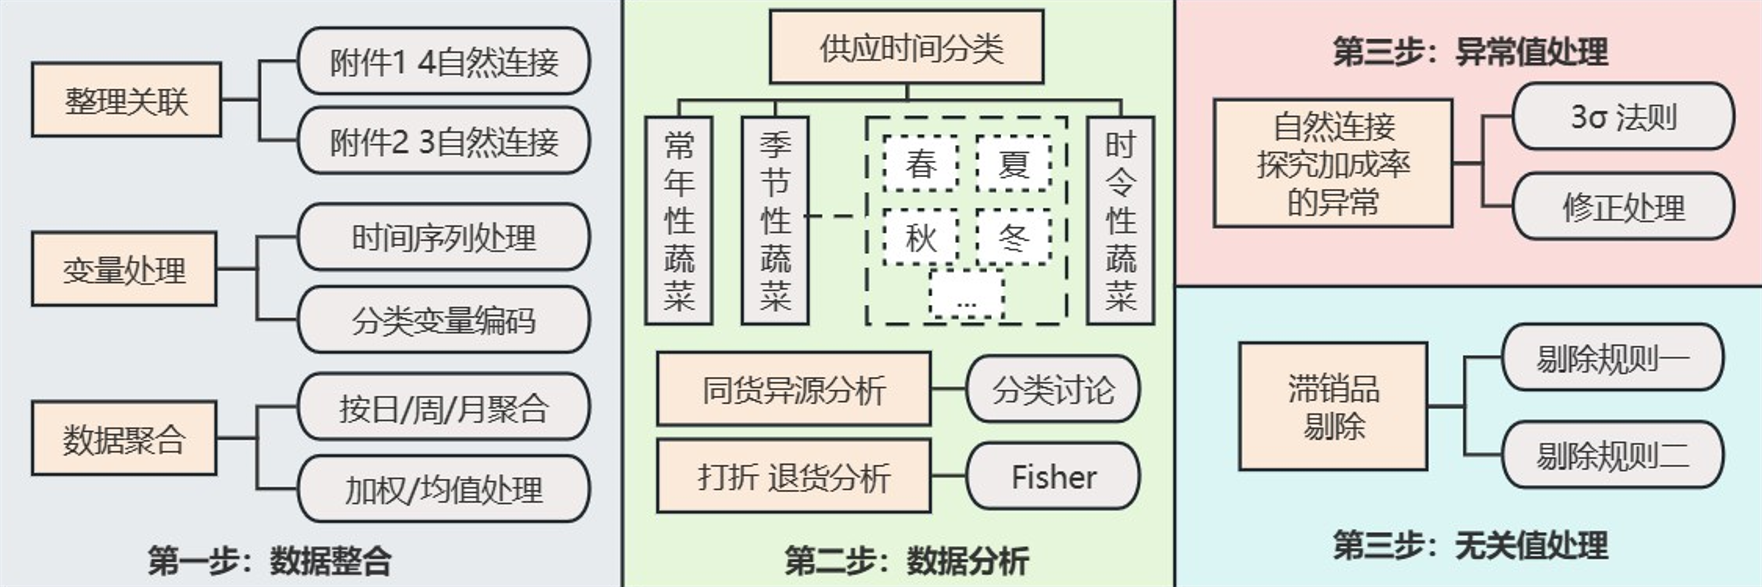 整理关联
附件1 4自然连接
附件2 3自然连接
变量处理
时间序列处理
分类变量编码
数据聚合
按日/周/月聚合
加权/均值处理
第一步：数据整合
供应时间分类
常年性蔬菜
季节性蔬菜
春
夏
秋
冬
...
时令性蔬菜
同货异源分析
分类讨论
打折 退货分析
Fisher
第二步：数据分析
第三步：异常值处理
自然连接
探究加成率
的异常
3σ 法则
修正处理
滞销品
剔除
剔除规则一
剔除规则二
第三步：无关值处理